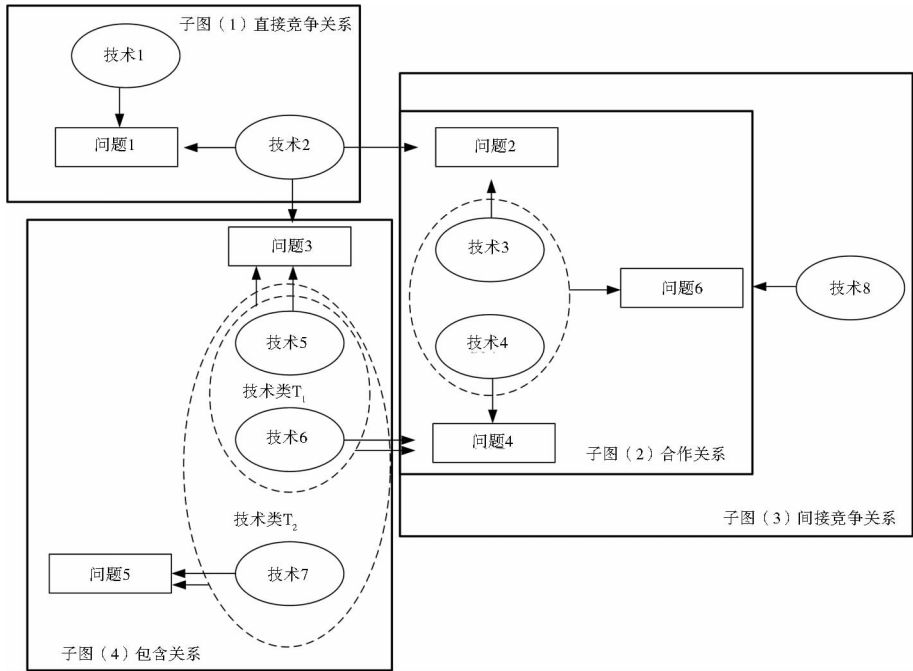 子图（1）直接竞争关系
技术1
问题1
技术2
问题2
问题3
技术3
问题6
技术8
技术4
技术5
技术类T1
技术6
问题4
子图（2）合作关系
技术类T2
子图（3）间接竞争关系
问题5
技术7
子图（4）包含关系